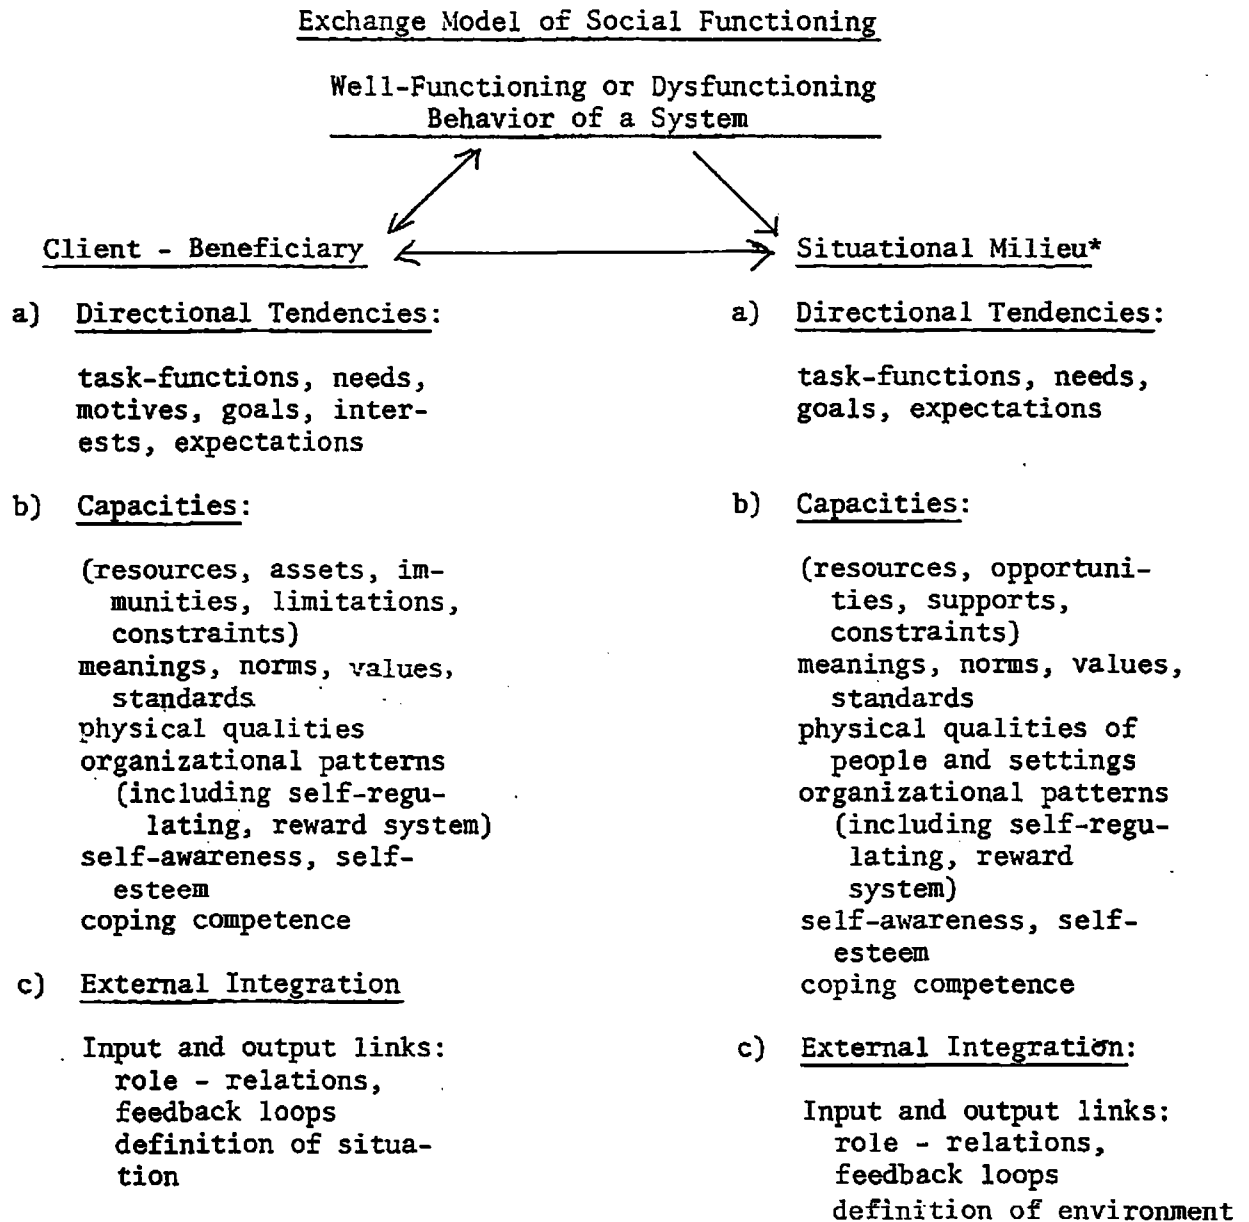 Exchange Model of Social Functioning
Well-Functioning or Dysfunctioning
Behavior of a System
Client - Beneficiary
Situational Milieu*
a) Directional Tendencies:
task-functions, needs,
motives, goals, inter-
ests, expectations
b) Capacities:
(resources, assets, im-
munities, limitations,
constraints)
meanings, norms, values,
standards
physical qualities
organizational patterns
(including self-regu-
lating, reward system)
self-awareness, self-
esteem
coping competence
c) External Integration
Input and output links:
role - relations,
feedback loops
definition of situa-
tion
a) Directional Tendencies:
task-functions, needs,
goals, expectations
b) Capacities:
(resources, opportuni-
ties, supports,
constraints)
meanings, norms, values,
standards
physical qualities of
people and settings
organizational patterns
(including self-regu-
lating, reward
system)
self-awareness, self-
esteem
coping competence
c) External Integration:
Input and output links:
role - relations,
feedback loops
definition of environment